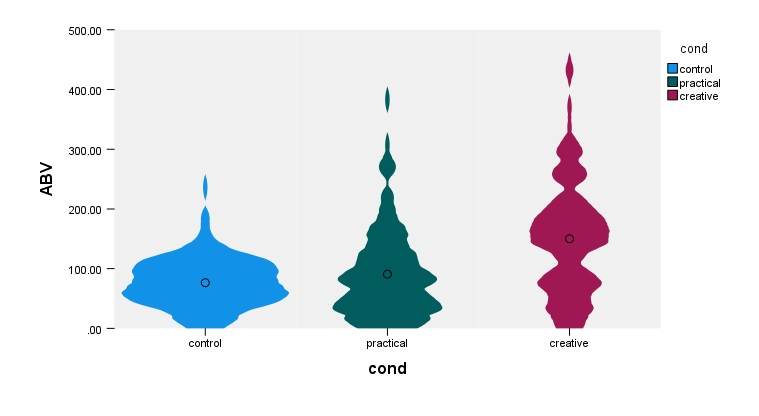 500.00
400.00
300.00
200.00
100.00
.00
ABV
control
practical
creative
cond
cond
control
practical
creative